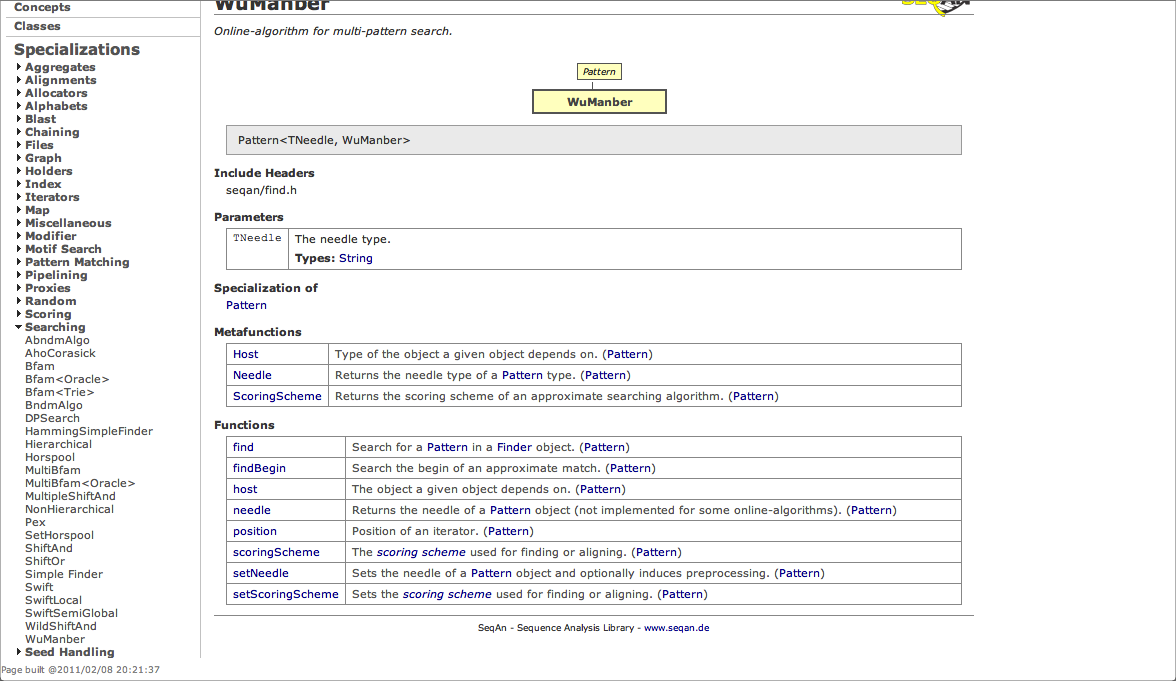 Concepts
Classes
Specializations
Aggregates
Alignments
Allocators
Alphabets
Blast
Chaining
Files
Graph
Holders
Index
Iterators
Map
Miscellaneous
Modifier
Motif Search
Pattern Matching
Pipelining
Proxies
Random
Scoring
Searching
AbndmAlgo
AhoCorasick
Bfam
Bfam<Oracle>
Bfam<Trie>
BndmAlgo
DPSearch
HammingSimpleFinder
Hierarchical
Horspool
MultiBfam
MultiBfam<Oracle>
MultipleShiftAnd
NonHierarchical
Pex
SetHorspool
ShiftAnd
ShiftOr
Simple Finder
Swift
SwiftLocal
SwiftSemiGlobal
WildShiftAnd
WuManber
Seed Handling
Page built @2011/02/08 20:21:37
WuManber
SEQAN
Online-algorithm for multi-pattern search.
Pattern
WuManber
Pattern<TNeedle, WuManber>
Include Headers
seqan/find.h
Parameters
TNeedle The needle type.
Types: String
Specialization of
Pattern
Metafunctions
Host Type of the object a given object depends on. (Pattern)
Needle Returns the needle type of a Pattern type. (Pattern)
ScoringScheme Returns the scoring scheme of an approximate searching algorithm. (Pattern)
Functions
find Search for a Pattern in a Finder object. (Pattern)
findBegin Search the begin of an approximate match. (Pattern)
host The object a given object depends on. (Pattern)
needle Returns the needle of a Pattern object (not implemented for some online-algorithms). (Pattern)
position Position of an iterator. (Pattern)
scoringScheme The scoring scheme used for finding or aligning. (Pattern)
setNeedle Sets the needle of a Pattern object and optionally induces preprocessing. (Pattern)
setScoringScheme Sets the scoring scheme used for finding or aligning. (Pattern)
SeqAn - Sequence Analysis Library - www.seqan.de